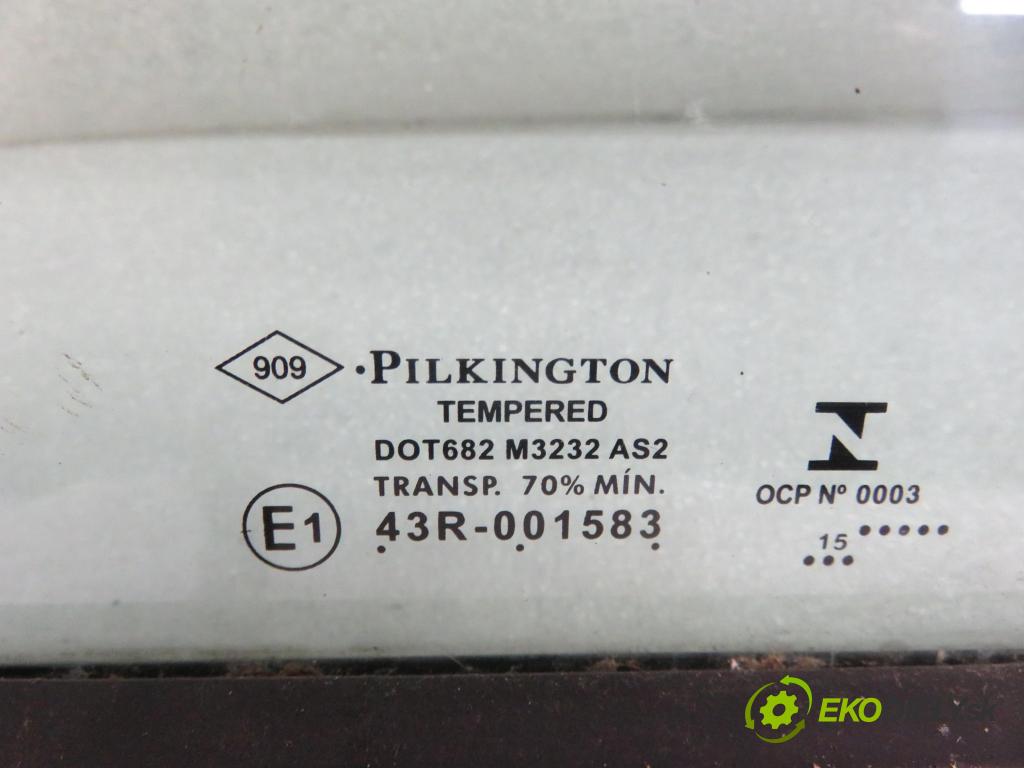 909
PILKINGTON
TEMPERED
DOT682 M3232 AS2
TRANSP. 70% MÍN.
E1
43R-001583
OCP Nº 0003
15
EKO